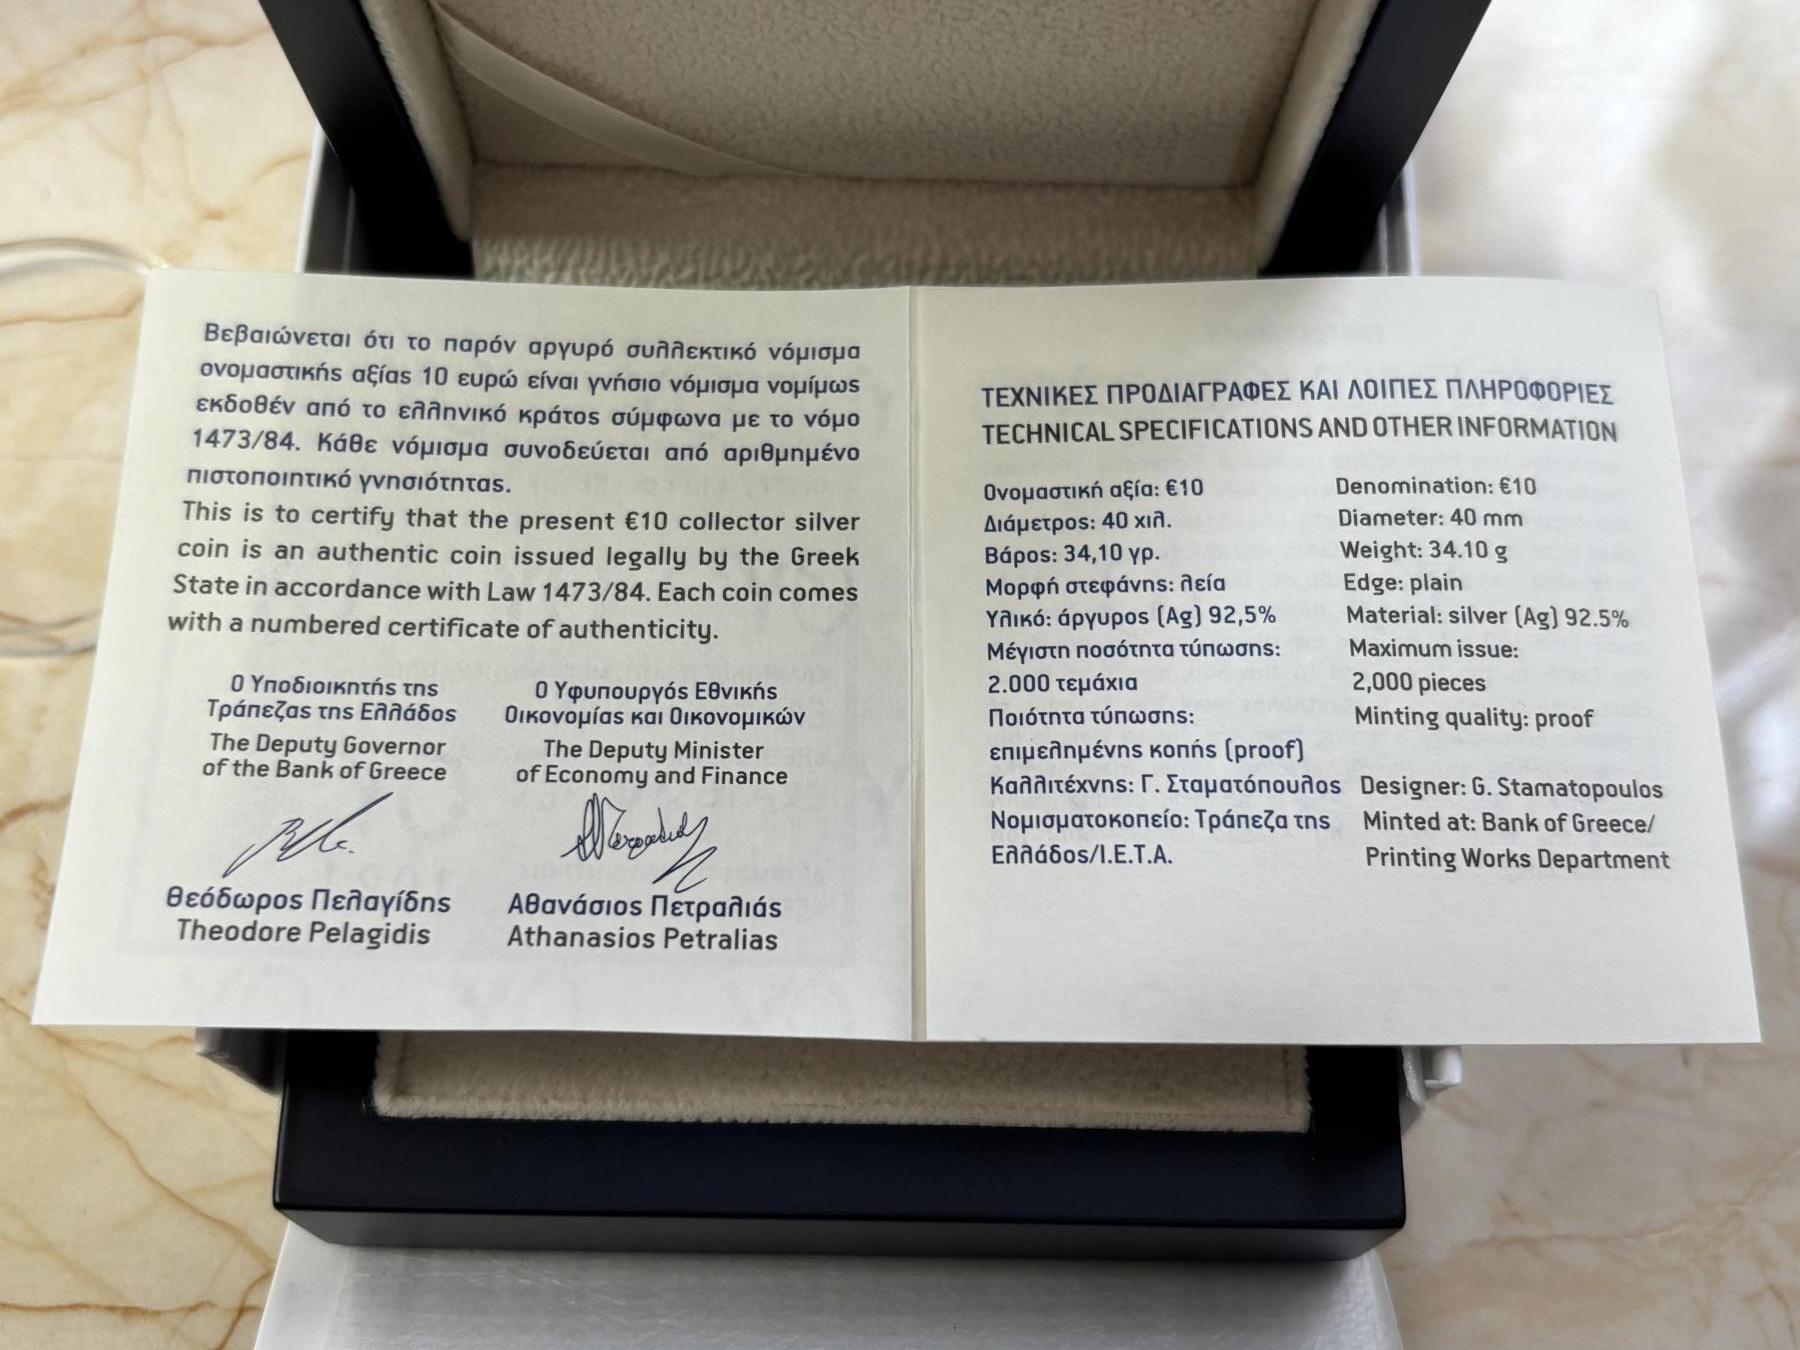 Βεβαιώνεται ότι το παρόν αργυρό συλλεκτικό νόμισμα
ονομαστικής αξίας 10 ευρώ είναι γνήσιο νόμισμα νομίμως
εκδοθέν από το ελληνικό κράτος σύμφωνα με το νόμο
1473/84. Κάθε νόμισμα συνοδεύεται από αριθμημένο
πιστοποιητικό γνησιότητας.
This is to certify that the present €10 collector silver
coin is an authentic coin issued legally by the Greek
State in accordance with Law 1473/84. Each coin comes
with a numbered certificate of authenticity.
Ο Υποδιοικητής της
Τράπεζας της Ελλάδος
The Deputy Governor
of the Bank of Greece
Θεόδωρος Πελαγίδης
Theodore Pelagidis
Ο Υφυπουργός Εθνικής
Οικονομίας και Οικονομικών
The Deputy Minister
of Economy and Finance
Αθανάσιος Πετραλιάς
Athanasios Petralias
ΤΕΧΝΙΚΕΣ ΠΡΟΔΙΑΓΡΑΦΕΣ ΚΑΙ ΛΟΙΠΕΣ ΠΛΗΡΟΦΟΡΙΕΣ
TECHNICAL SPECIFICATIONS AND OTHER INFORMATION
Ονομαστική αξία: €10
Διάμετρος: 40 χιλ.
Βάρος: 34,10 γρ.
Μορφή στεφάνης: λεία
Υλικό: άργυρος (Ag) 92,5%
Μέγιστη ποσότητα τύπωσης:
2.000 τεμάχια
Ποιότητα τύπωσης:
επιμελημένης κοπής (proof)
Καλλιτέχνης: Γ. Σταματόπουλος
Νομισματοκοπείο: Τράπεζα της
Ελλάδος/Ι.Ε.Τ.Α.
Denomination: €10
Diameter: 40 mm
Weight: 34.10 g
Edge: plain
Material: silver (Ag) 92.5%
Maximum issue:
2,000 pieces
Minting quality: proof
Designer: G. Stamatopoulos
Minted at: Bank of Greece/
Printing Works Department